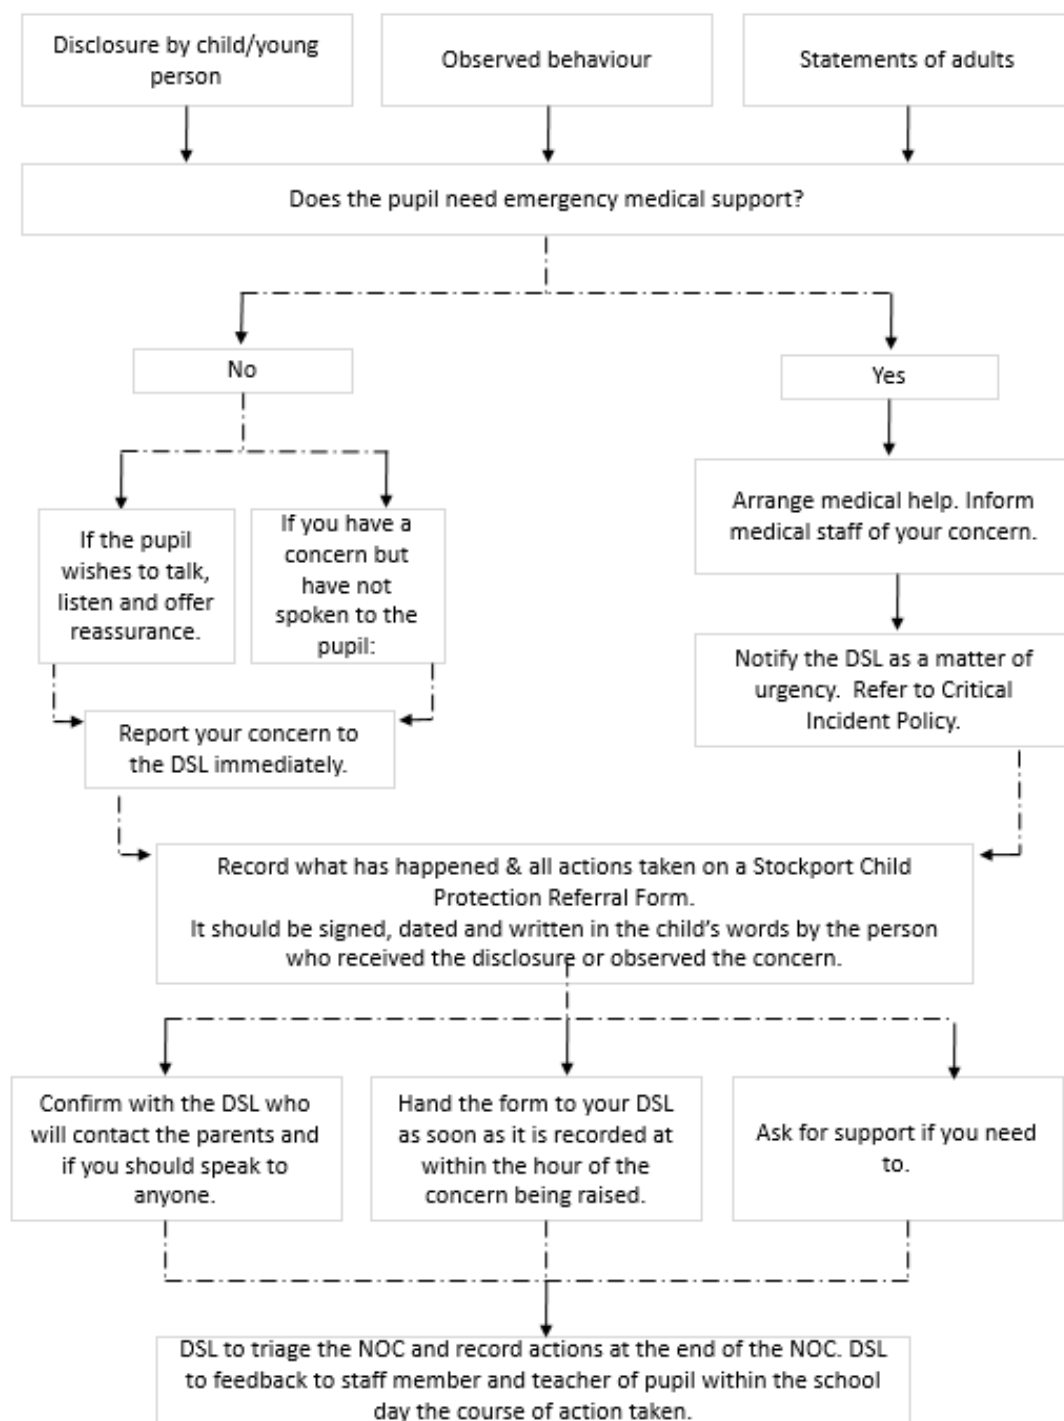 Disclosure by child/young
person
Observed behaviour
Statements of adults
Does the pupil need emergency medical support?
No
Yes
If the pupil
wishes to talk,
listen and offer
reassurance.
If you have a
concern but
have not
spoken to the
pupil:
Arrange medical help. Inform
medical staff of your concern.
Notify the DSL as a matter of
urgency.  Refer to Critical
Incident Policy.
Report your concern to
the DSL immediately.
Record what has happened & all actions taken on a Stockport Child
Protection Referral Form.
It should be signed, dated and written in the child’s words by the person
who received the disclosure or observed the concern.
Confirm with the DSL who
will contact the parents and
if you should speak to
anyone.
Hand the form to your DSL
as soon as it is recorded at
within the hour of the
concern being raised.
Ask for support if you need
to.
DSL to triage the NOC and record actions at the end of the NOC. DSL
to feedback to staff member and teacher of pupil within the school
day the course of action taken.